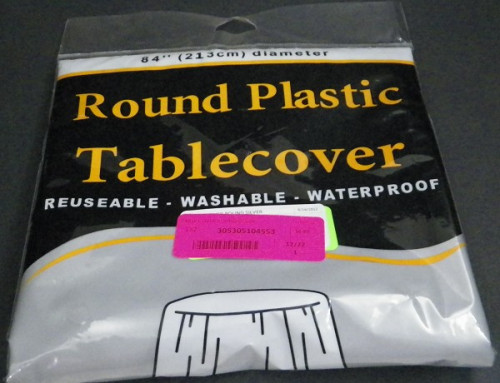 84" (213cm) diameter
Round Plastic
Tablecover
REUSEABLE - WASHABLE - WATERPROOF
305305104553